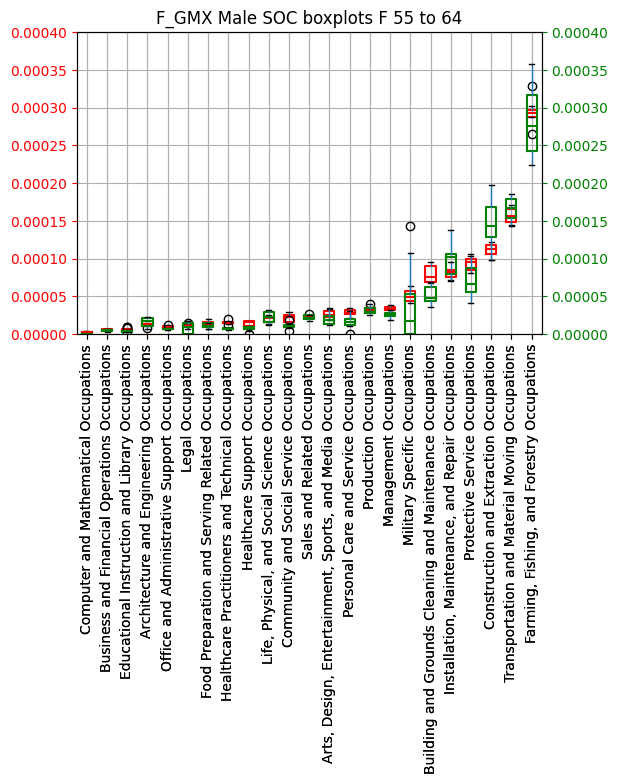 F_GMX Male SOC boxplots F 55 to 64
0.00040 0.00040
0.00035 0.00035
0.00030 0.00030
0.00025 0.00025
0.00020 0.00020
0.00015 0.00015
0.00010 0.00010
0.00005 0.00005
0.00000 0.00000
Computer and Mathematical Occupations
Business and Financial Operations Occupations
Educational Instruction and Library Occupations
Architecture and Engineering Occupations
Office and Administrative Support Occupations
Legal Occupations
Food Preparation and Serving Related Occupations
Healthcare Practitioners and Technical Occupations
Healthcare Support Occupations
Life, Physical, and Social Science Occupations
Community and Social Service Occupations
Sales and Related Occupations
Arts, Design, Entertainment, Sports, and Media Occupations
Personal Care and Service Occupations
Production Occupations
Management Occupations
Military Specific Occupations
Building and Grounds Cleaning and Maintenance Occupations
Installation, Maintenance, and Repair Occupations
Protective Service Occupations
Construction and Extraction Occupations
Transportation and Material Moving Occupations
Farming, Fishing, and Forestry Occupations